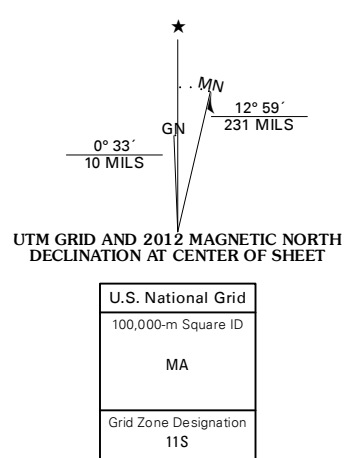 MN
GN
12° 59´
231 MILS
0° 33´
10 MILS
UTM GRID AND 2012 MAGNETIC NORTH
DECLINATION AT CENTER OF SHEET
U.S. National Grid
100,000-m Square ID
MA
Grid Zone Designation
11S